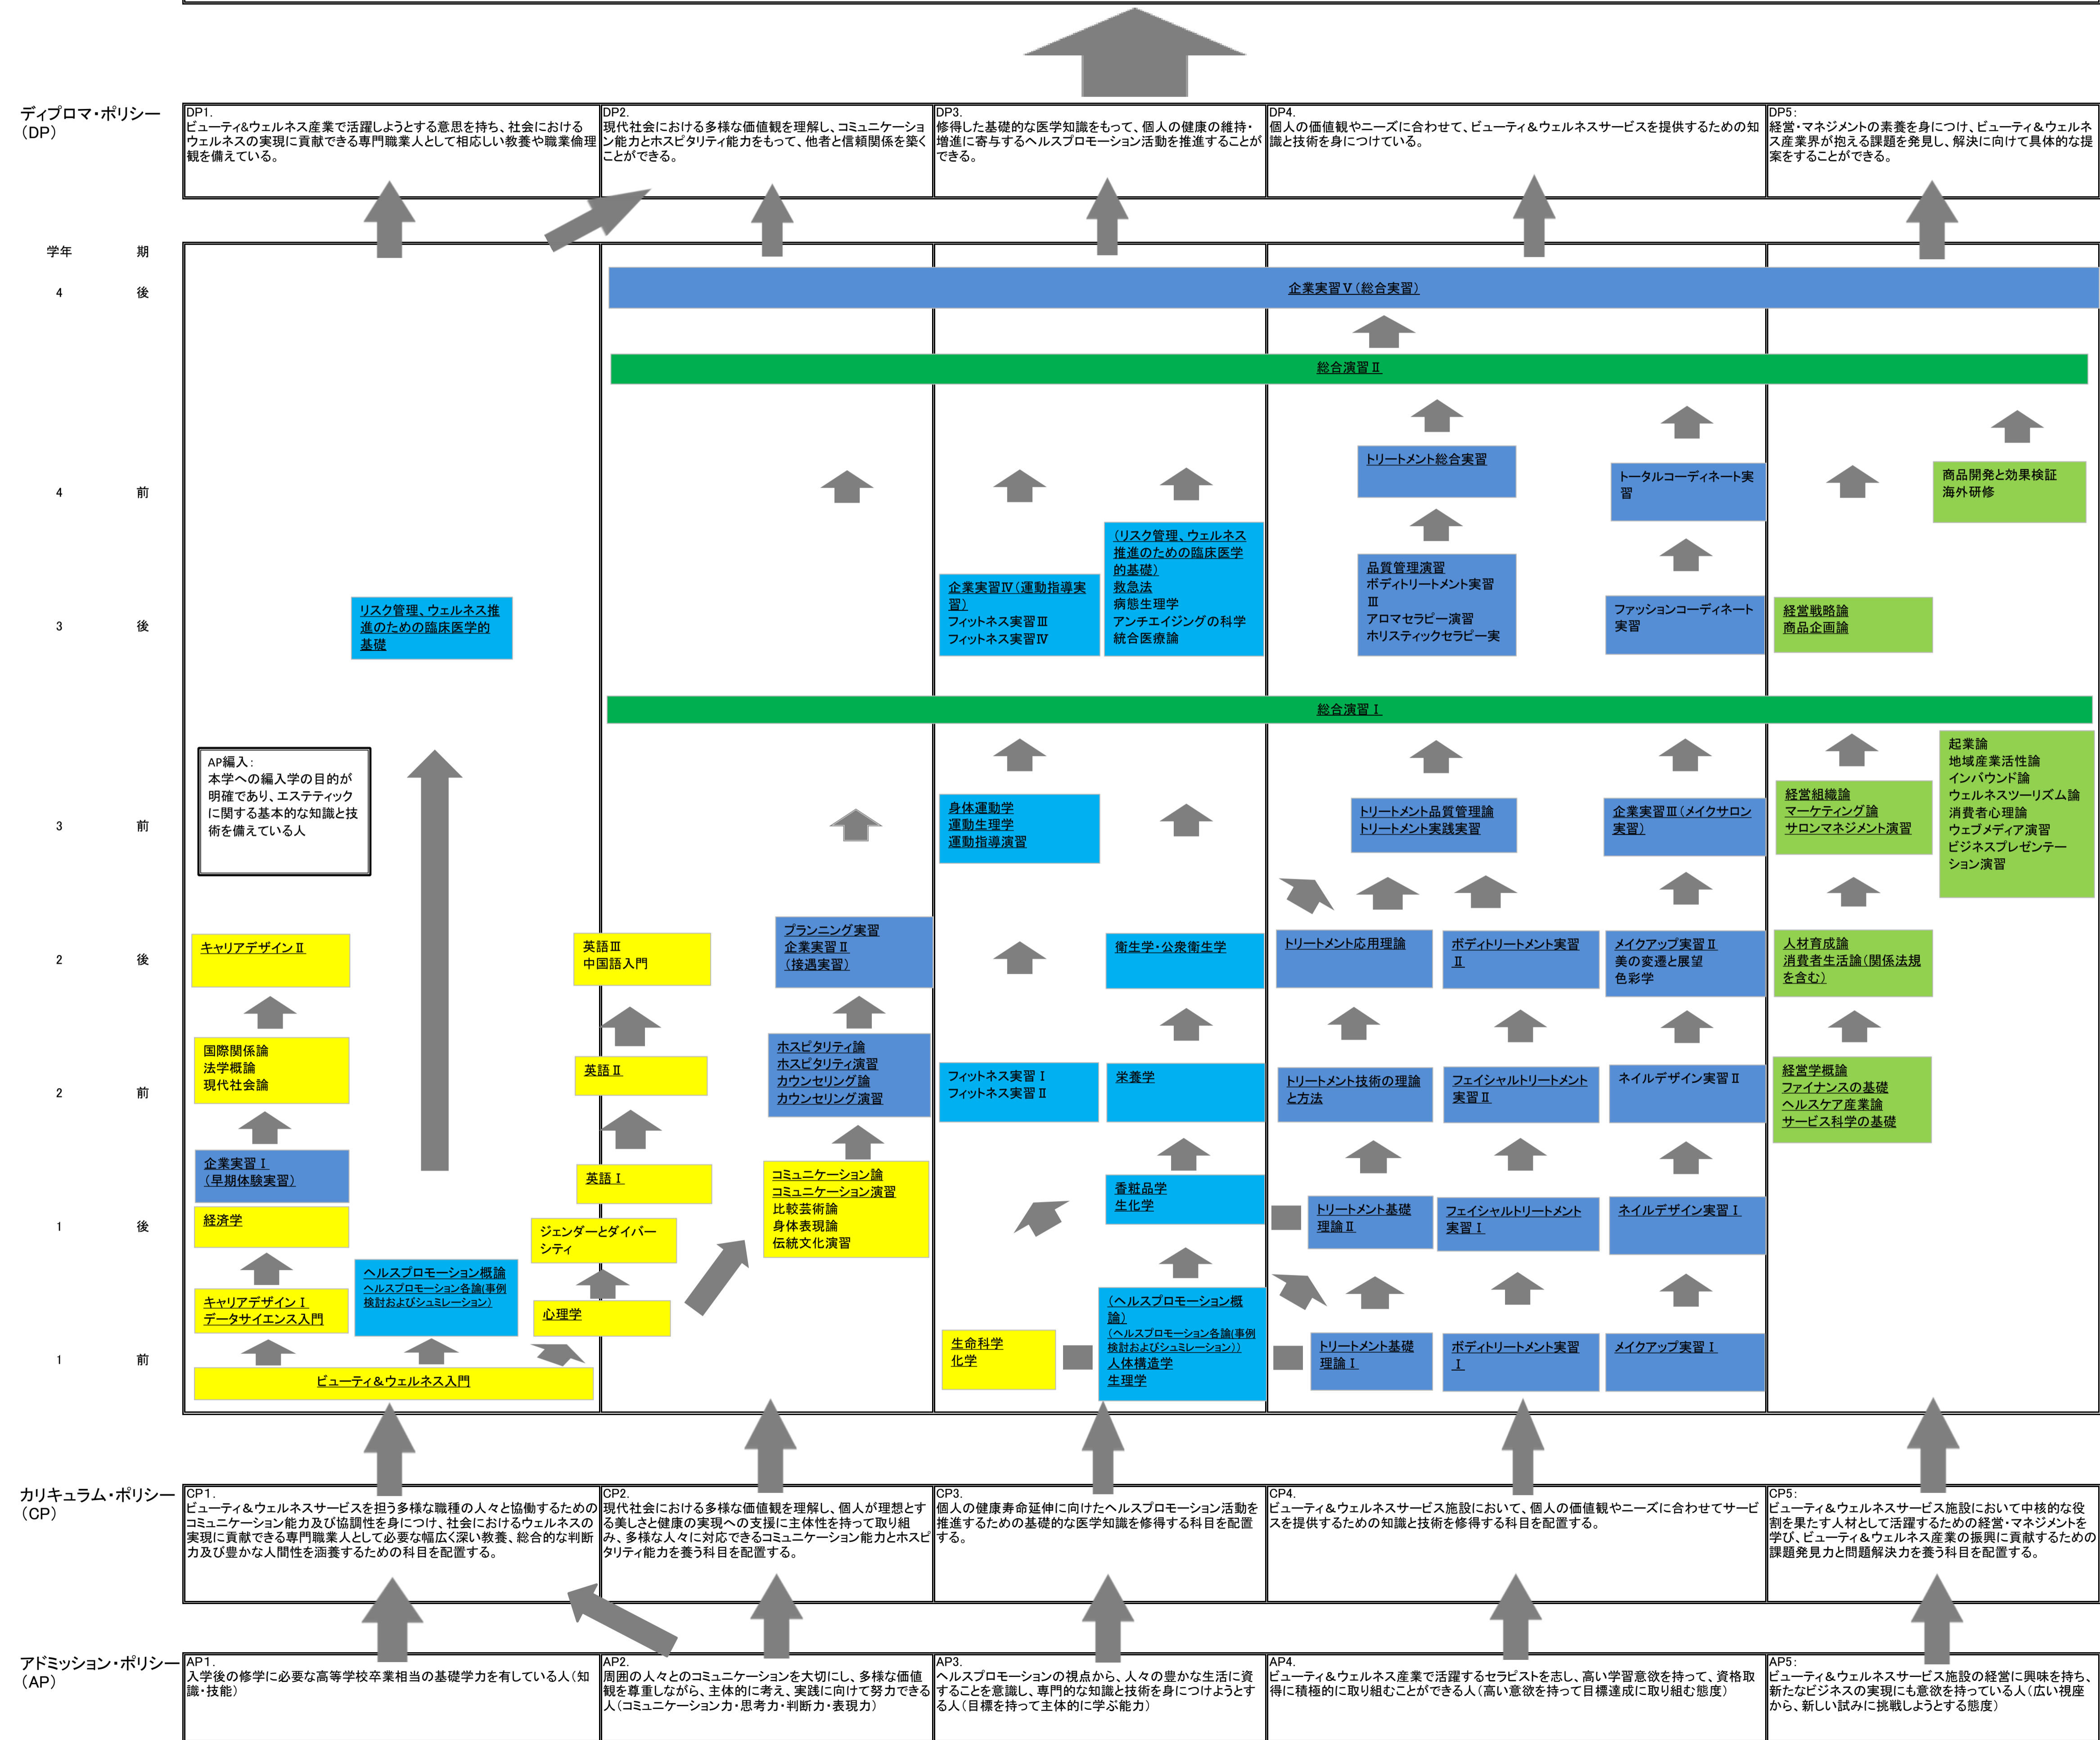 ディプロマ・ポリシー
（DP）
DP1.
ビューティ&ウェルネス産業で活躍しようとする意思を持ち、社会における
ウェルネスの実現に貢献できる専門職業人として相応しい教養や職業倫理
観を備えている。
DP2.
現代社会における多様な価値観を理解し、コミュニケーショ
ン能力とホスピタリティ能力をもって、他者と信頼関係を築く
ことができる。
DP3.
修得した基礎的な医学知識をもって、個人の健康の維持・
増進に寄与するヘルスプロモーション活動を推進することが
できる。
DP4.
個人の価値観やニーズに合わせて、ビューティ＆ウェルネスサービスを提供するための知
識と技術を身につけている。
DP5:
経営・マネジメントの素養を身につけ、ビューティ＆ウェルネ
ス産業界が抱える課題を発見し、解決に向けて具体的な提
案をすることができる。
学年
期
4
後
企業実習Ⅴ（総合実習）
総合演習Ⅱ
4
前
トリートメント総合実習
トータルコーディネート実
習
商品開発と効果検証
海外研修
3
後
リスク管理、ウェルネス推
進のための臨床医学的
基礎
企業実習Ⅳ（運動指導実
習）
フィットネス実習Ⅲ
フィットネス実習Ⅳ
（リスク管理、ウェルネス
推進のための臨床医学
的基礎）
救急法
病態生理学
アンチエイジングの科学
統合医療論
品質管理演習
ボディトリートメント実習
Ⅲ
アロマセラピー演習
ホリスティックセラピー実
ファッションコーディネート
実習
経営戦略論
商品企画論
総合演習Ⅰ
3
前
AP編入：
本学への編入学の目的が
明確であり、エステティック
に関する基本的な知識と技
術を備えている人
身体運動学
運動生理学
運動指導演習
トリートメント品質管理論
トリートメント実践実習
企業実習Ⅲ（メイクサロン
実習）
経営組織論
マーケティング論
サロンマネジメント演習
起業論
地域産業活性論
インバウンド論
ウェルネスツーリズム論
消費者心理論
ウェブメディア演習
ビジネスプレゼンテー
ション演習
2
後
キャリアデザインⅡ
英語Ⅲ
中国語入門
プランニング実習
企業実習Ⅱ
（接遇実習）
衛生学・公衆衛生学
トリートメント応用理論
ボディトリートメント実習
Ⅱ
メイクアップ実習Ⅱ
美の変遷と展望
色彩学
人材育成論
消費者生活論（関係法規
を含む）
2
前
国際関係論
法学概論
現代社会論
英語Ⅱ
ホスピタリティ論
ホスピタリティ演習
カウンセリング論
カウンセリング演習
フィットネス実習Ⅰ
フィットネス実習Ⅱ
栄養学
トリートメント技術の理論
と方法
フェイシャルトリートメント
実習Ⅱ
ネイルデザイン実習Ⅱ
経営学概論
ファイナンスの基礎
ヘルスケア産業論
サービス科学の基礎
1
後
企業実習Ⅰ
（早期体験実習）
経済学
英語Ⅰ
ジェンダーとダイバー
シティ
コミュニケーション論
コミュニケーション演習
比較芸術論
身体表現論
伝統文化演習
香粧品学
生化学
トリートメント基礎
理論Ⅱ
フェイシャルトリートメント
実習Ⅰ
ネイルデザイン実習Ⅰ
1
前
キャリアデザインⅠ
データサイエンス入門
ヘルスプロモーション概論
ヘルスプロモーション各論(事例
検討およびシュミレーション）
心理学
ビューティ＆ウェルネス入門
生命科学
化学
（ヘルスプロモーション概
論）
（ヘルスプロモーション各論(事例
検討およびシュミレーション））
人体構造学
生理学
トリートメント基礎
理論Ⅰ
ボディトリートメント実習
Ⅰ
メイクアップ実習Ⅰ
カリキュラム・ポリシー
（CP）
CP1.
ビューティ＆ウェルネスサービスを担う多様な職種の人々と協働するための
コミュニケーション能力及び協調性を身につけ、社会におけるウェルネスの
実現に貢献できる専門職業人として必要な幅広く深い教養、総合的な判断
力及び豊かな人間性を涵養するための科目を配置する。
CP2.
現代社会における多様な価値観を理解し、個人が理想とす
る美しさと健康の実現への支援に主体性を持って取り組
み、多様な人々に対応できるコミュニケーション能力とホスピ
タリティ能力を養う科目を配置する。
CP3.
個人の健康寿命延伸に向けたヘルスプロモーション活動を
推進するための基礎的な医学知識を修得する科目を配置
する。
CP4.
ビューティ＆ウェルネスサービス施設において、個人の価値観やニーズに合わせてサービ
スを提供するための知識と技術を修得する科目を配置する。
CP5:
ビューティ＆ウェルネスサービス施設において中核的な役
割を果たす人材として活躍するための経営・マネジメントを
学び、ビューティ＆ウェルネス産業の振興に貢献するための
課題発見力と問題解決力を養う科目を配置する。
アドミッション・ポリシー
（AP）
AP1.
入学後の修学に必要な高等学校卒業相当の基礎学力を有している人（知
識・技能）
AP2.
周囲の人々とのコミュニケーションを大切にし、多様な価値
観を尊重しながら、主体的に考え、実践に向けて努力できる
人（コミュニケーション力・思考力・判断力・表現力）
AP3.
ヘルスプロモーションの視点から、人々の豊かな生活に資
することを意識し、専門的な知識と技術を身につけようとす
る人（目標を持って主体的に学ぶ能力）
AP4.
ビューティ＆ウェルネス産業で活躍するセラピストを志し、高い学習意欲を持って、資格取
得に積極的に取り組むことができる人（高い意欲を持って目標達成に取り組む態度）
AP5:
ビューティ＆ウェルネスサービス施設の経営に興味を持ち、
新たなビジネスの実現にも意欲を持っている人（広い視座
から、新しい試みに挑戦しようとする態度）